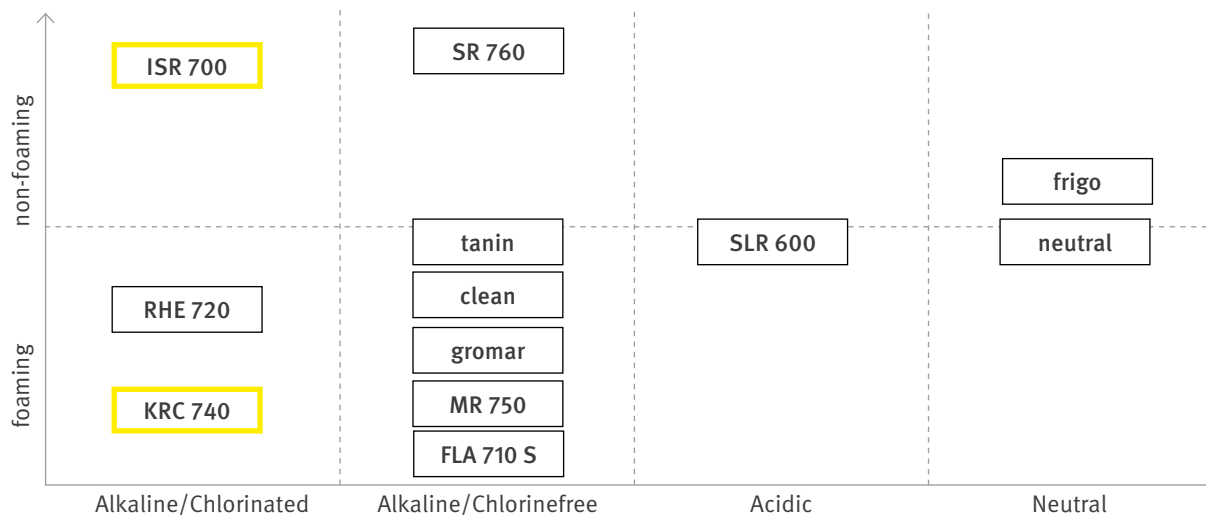 non-foaming
foaming
ISR 700
SR 760
frigo
tanin
SLR 600
neutral
clean
RHE 720
gromar
KRC 740
MR 750
FLA 710 S
Alkaline/Chlorinated
Alkaline/Chlorinefree
Acidic
Neutral